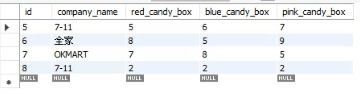 id company_name red_candy_box blue_candy_box pink_candy_box
5 7-11 5 6 7
6 全家 8 5 9
7 OKMART 7 8 5
8 7-11 2 2 2
NULL NULL NULL NULL NULL